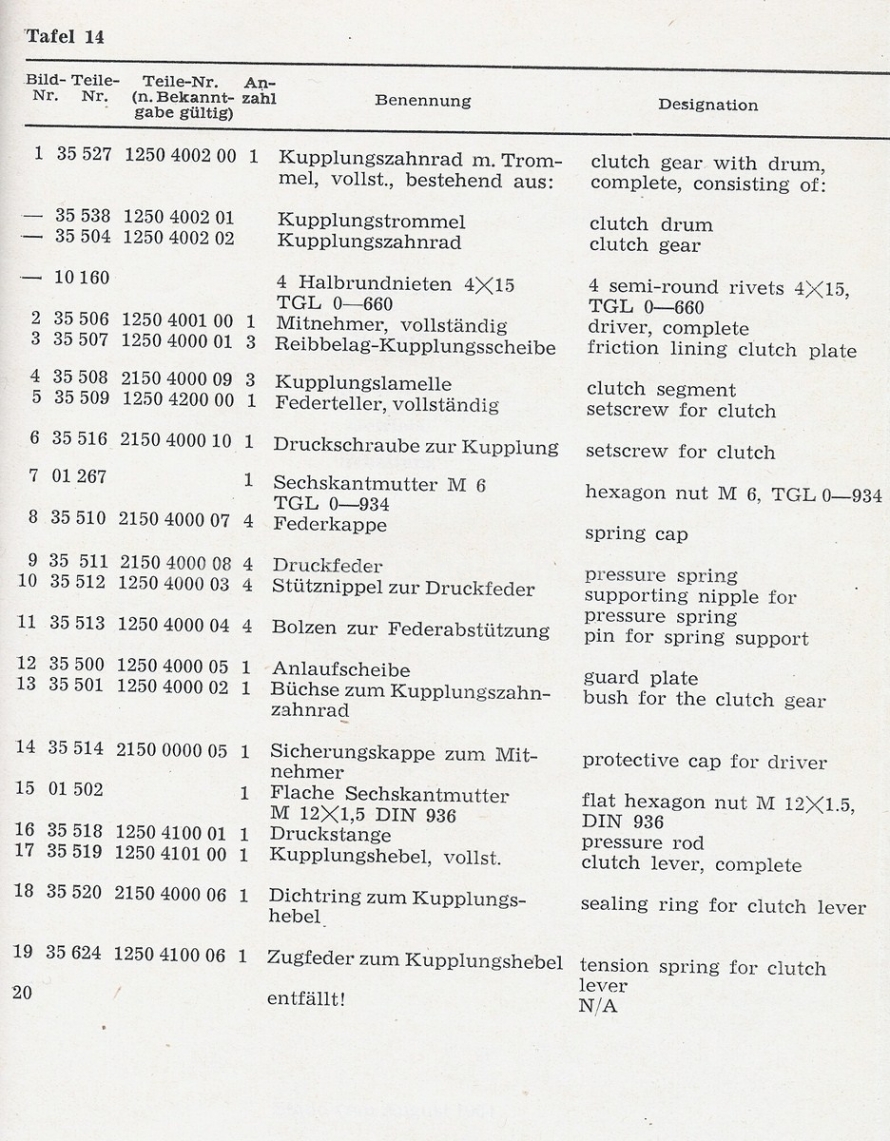 Tafel 14
Bild- Teile- Teile-Nr. An-
Nr. Nr. (n. Bekannt- zahl Benennung Designation
gabe gültig)
1 35 527 1250 4002 00 1 Kupplungszahnrad m. Trom- clutch gear with drum,
mel, vollst., bestehend aus: complete, consisting of:
— 35 538 1250 4002 01 Kupplungstrommel clutch drum
— 35 504 1250 4002 02 Kupplungszahnrad clutch gear
— 10 160 4 Halbrundnieten 4×15 4 semi-round rivets 4×15,
TGL 0—660 TGL 0—660
2 35 506 1250 4001 00 1 Mitnehmer, vollständig driver, complete
3 35 507 1250 4000 01 3 Reibbelag-Kupplungsscheibe friction lining clutch plate
4 35 508 2150 4000 09 3 Kupplungslamelle clutch segment
5 35 509 1250 4200 00 1 Federteller, vollständig setscrew for clutch
6 35 516 2150 4000 10 1 Druckschraube zur Kupplung setscrew for clutch
7 01 267 1 Sechskantmutter M 6 hexagon nut M 6, TGL 0—934
TGL 0—934
8 35 510 2150 4000 07 4 Federkappe spring cap
9 35 511 2150 4000 08 4 Druckfeder pressure spring
10 35 512 1250 4000 03 4 Stütznippel zur Druckfeder supporting nipple for
pressure spring
11 35 513 1250 4000 04 4 Bolzen zur Federabstützung pin for spring support
12 35 500 1250 4000 05 1 Anlaufscheibe guard plate
13 35 501 1250 4000 02 1 Büchse zum Kupplungszahn- bush for the clutch gear
zahnrad
14 35 514 2150 0000 05 1 Sicherungskappe zum Mit- protective cap for driver
nehmer
15 01 502 1 Flache Sechskantmutter flat hexagon nut M 12×1.5,
M 12×1,5 DIN 936 DIN 936
16 35 518 1250 4100 01 1 Druckstange pressure rod
17 35 519 1250 4101 00 1 Kupplungshebel, vollst. clutch lever, complete
18 35 520 2150 4000 06 1 Dichtring zum Kupplungs- sealing ring for clutch lever
hebel
19 35 624 1250 4100 06 1 Zugfeder zum Kupplungshebel tension spring for clutch
lever
20 entfällt! N/A